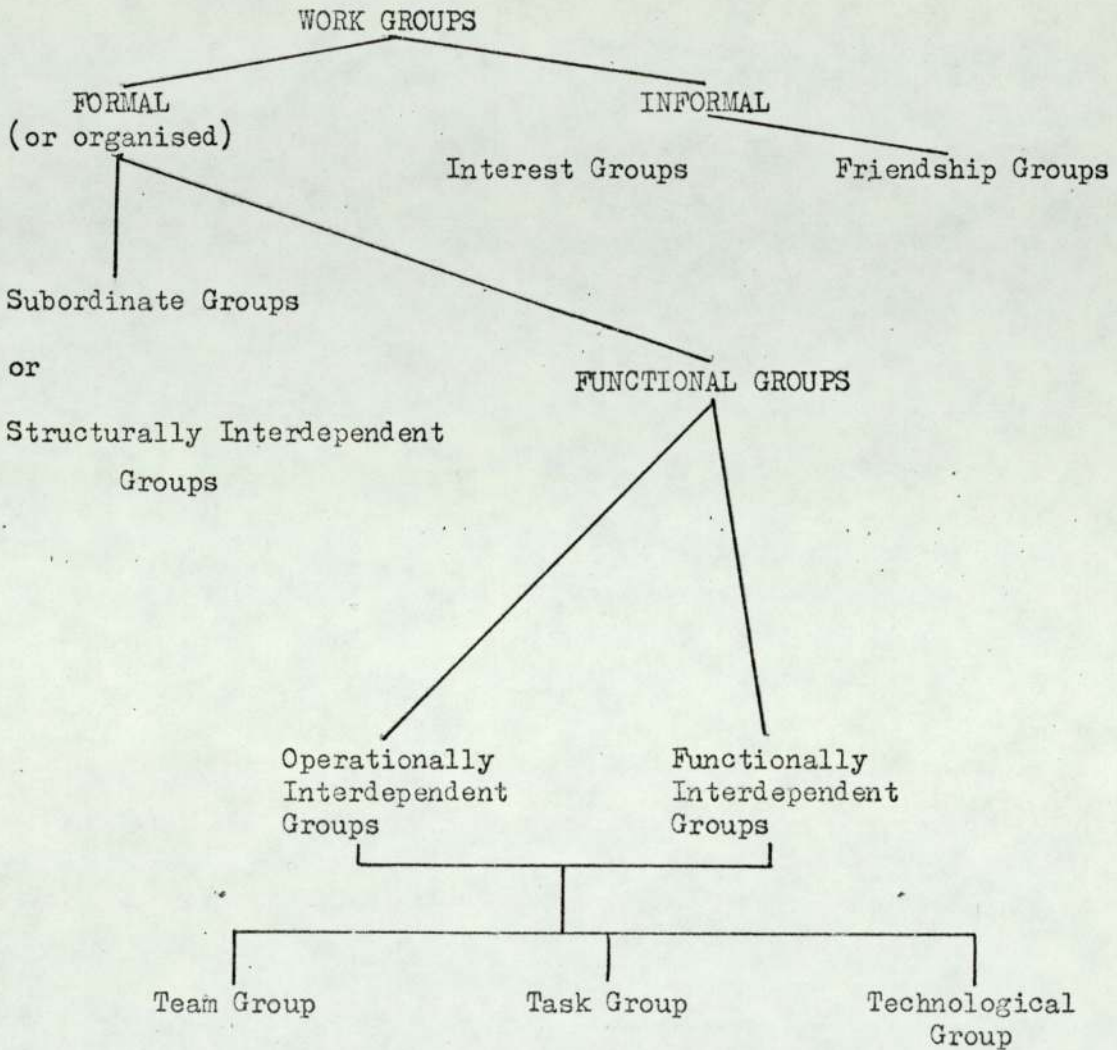 WORK GROUPS
FORMAL
(or organised)
INFORMAL
Interest Groups
Friendship Groups
Subordinate Groups
or
Structurally Interdependent
Groups
FUNCTIONAL GROUPS
Operationally
Interdependent
Groups
Functionally
Interdependent
Groups
Team Group
Task Group
Technological
Group